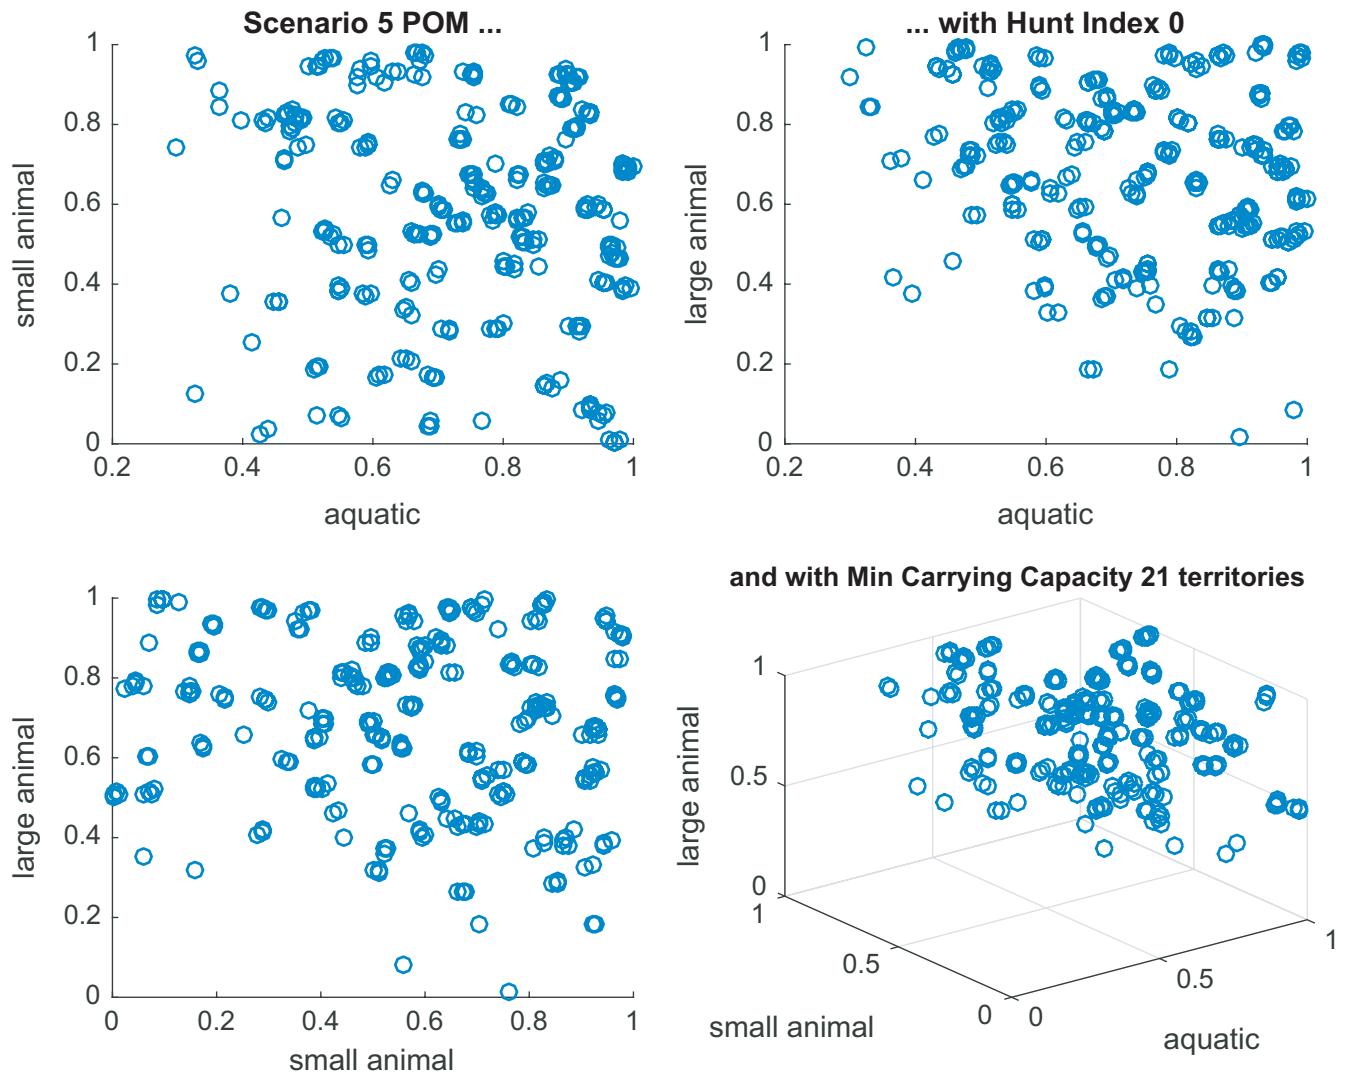 Scenario 5 POM ...
1
0.8
0.6
0.4
0.2
0
small animal
0.2 0.4 0.6 0.8 1
aquatic
... with Hunt Index 0
1
0.8
0.6
0.4
0.2
0
large animal
0.2 0.4 0.6 0.8 1
aquatic
1
0.8
0.6
0.4
0.2
0
large animal
0 0.2 0.4 0.6 0.8 1
small animal
and with Min Carrying Capacity 21 territories
1
0.5
0
large animal
1
0.5
0
small animal
0
0.5
1
aquatic